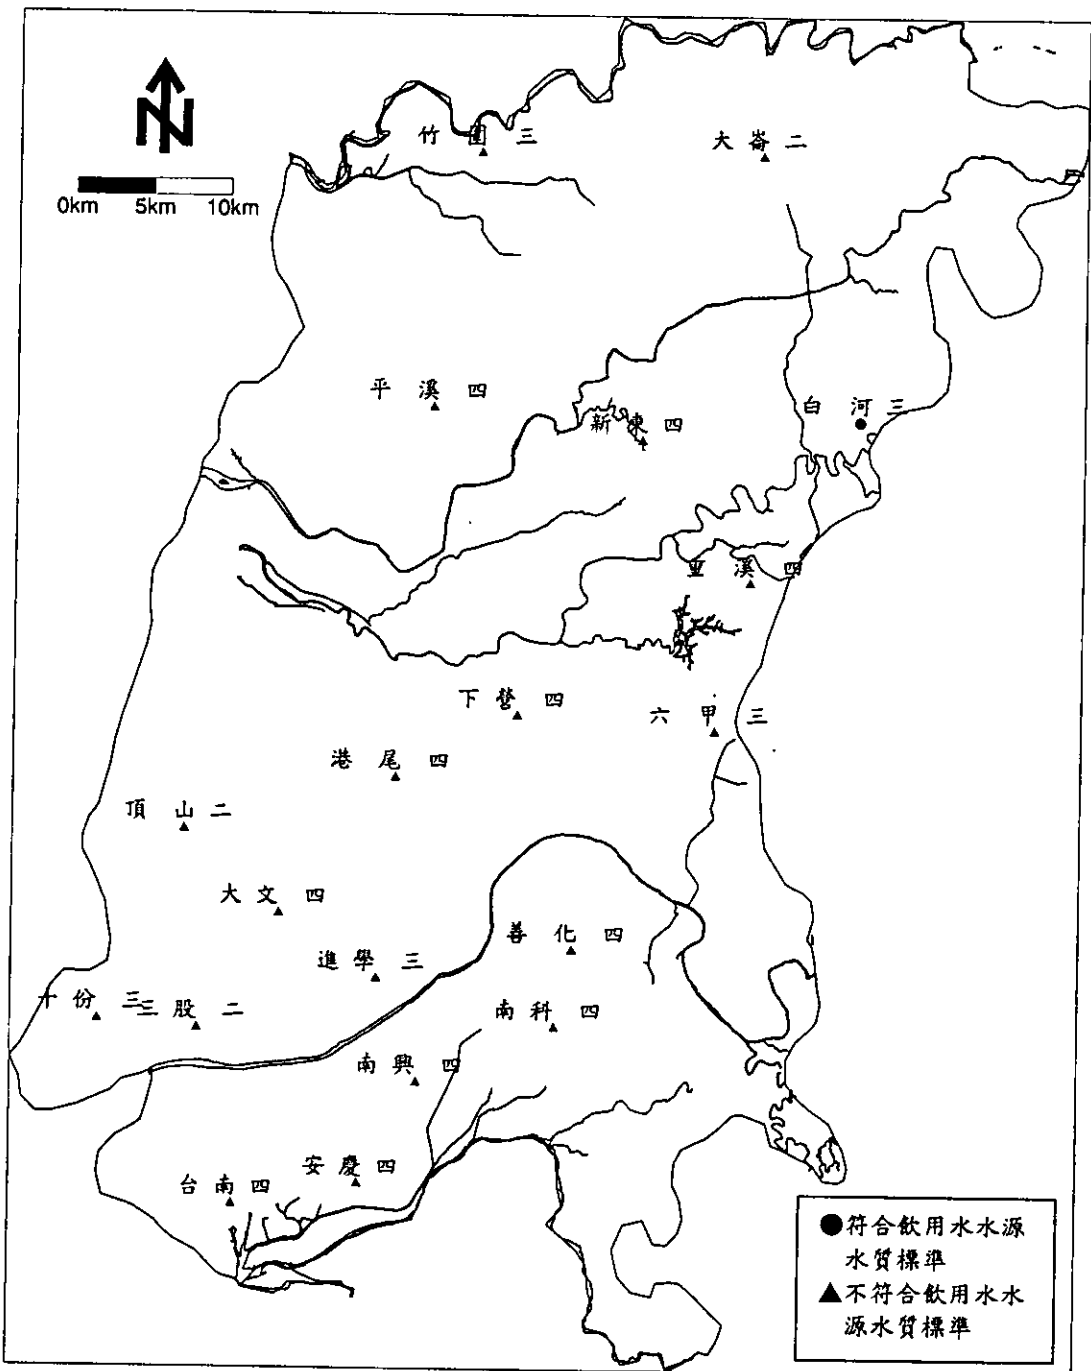 N
0km 5km 10km
竹圍三
大崙二
平溪四
新東四
白河三
重溪四
下營四
六甲三
港尾四
頂山二
大文四
善化四
進學三
十份三
三股二
南科四
南興四
安慶四
台南四
●符合飲用水水源
水質標準
▲不符合飲用水水
源水質標準